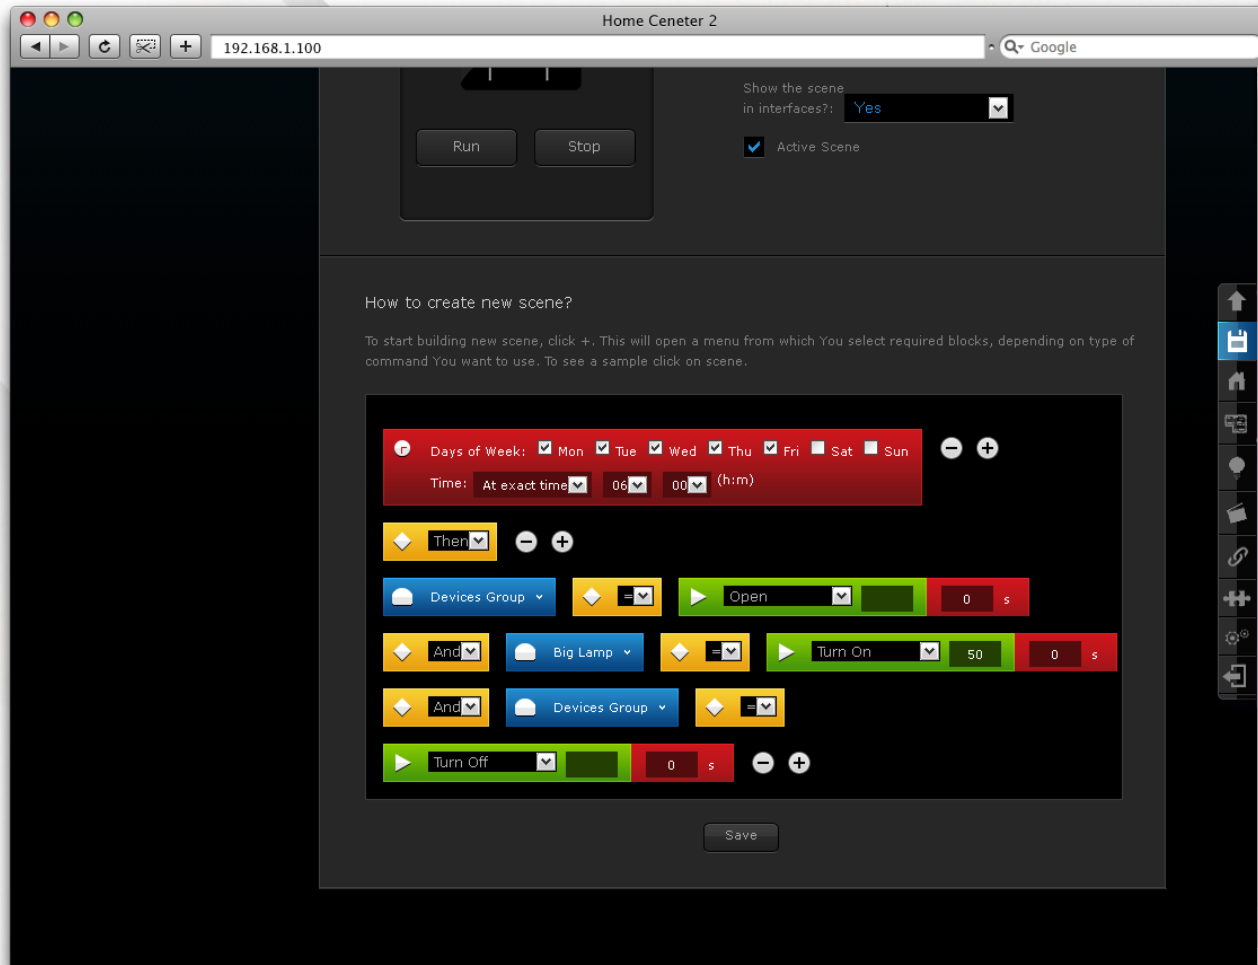 Home Ceneter 2
192.168.1.100
Google
Show the scene
in interfaces?: Yes
Run Stop
Active Scene
How to create new scene?
To start building new scene, click +. This will open a menu from which You select required blocks, depending on type of
command You want to use. To see a sample click on scene.
Days of Week: Mon Tue Wed Thu Fri Sat Sun
Time: At exact time 06 00 (h:m)
Then
Devices Group = Open 0 s
And Big Lamp = Turn On 50 0 s
And Devices Group =
Turn Off 0 s
Save